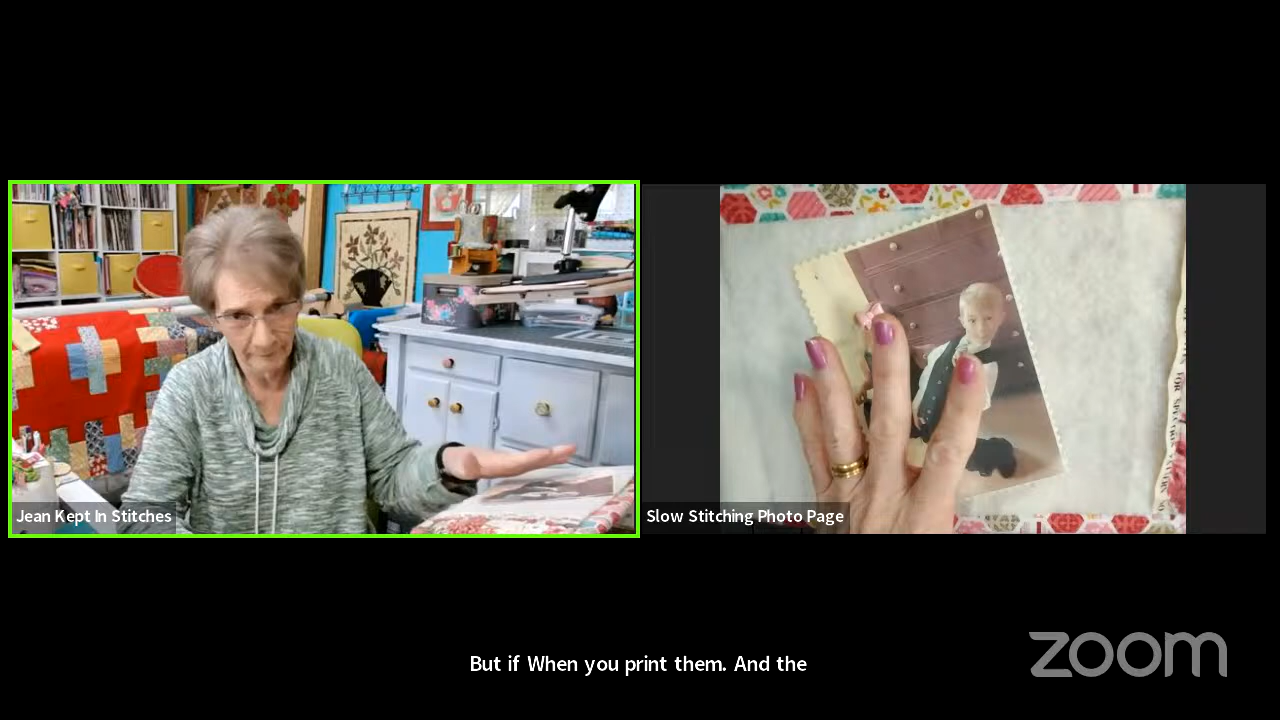 Jean Kept In Stitches
Slow Stitching Photo Page
But if When you print them. And the
zoom